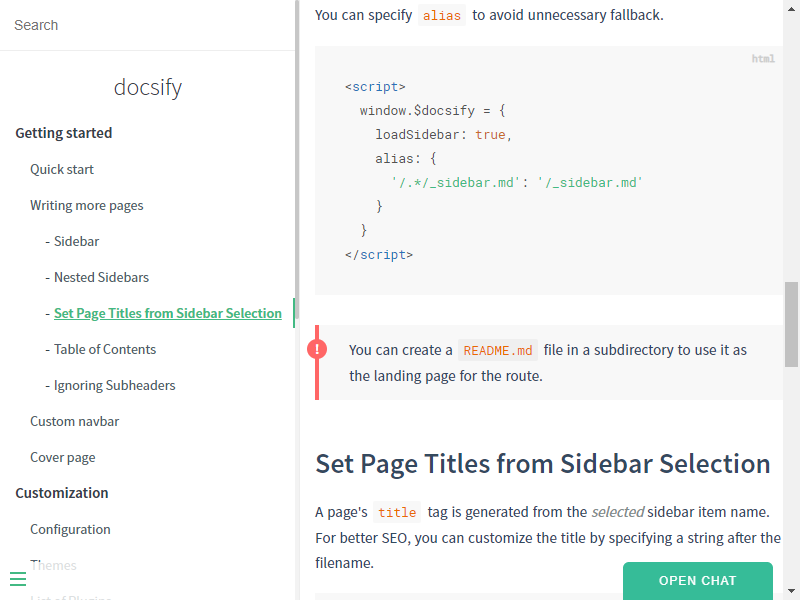 Search
docsify
Getting started
Quick start
Writing more pages
- Sidebar
- Nested Sidebars
- Set Page Titles from Sidebar Selection
- Table of Contents
- Ignoring Subheaders
Custom navbar
Cover page
Customization
Configuration
Themes
List of Plugins
You can specify alias to avoid unnecessary fallback.
html
<script>
window.$docsify = {
loadSidebar: true,
alias: {
'/.*/_sidebar.md': '/_sidebar.md'
}
}
</script>
!
You can create a README.md file in a subdirectory to use it as
the landing page for the route.
Set Page Titles from Sidebar Selection
A page's title tag is generated from the selected sidebar item name.
For better SEO, you can customize the title by specifying a string after the
filename.
OPEN CHAT